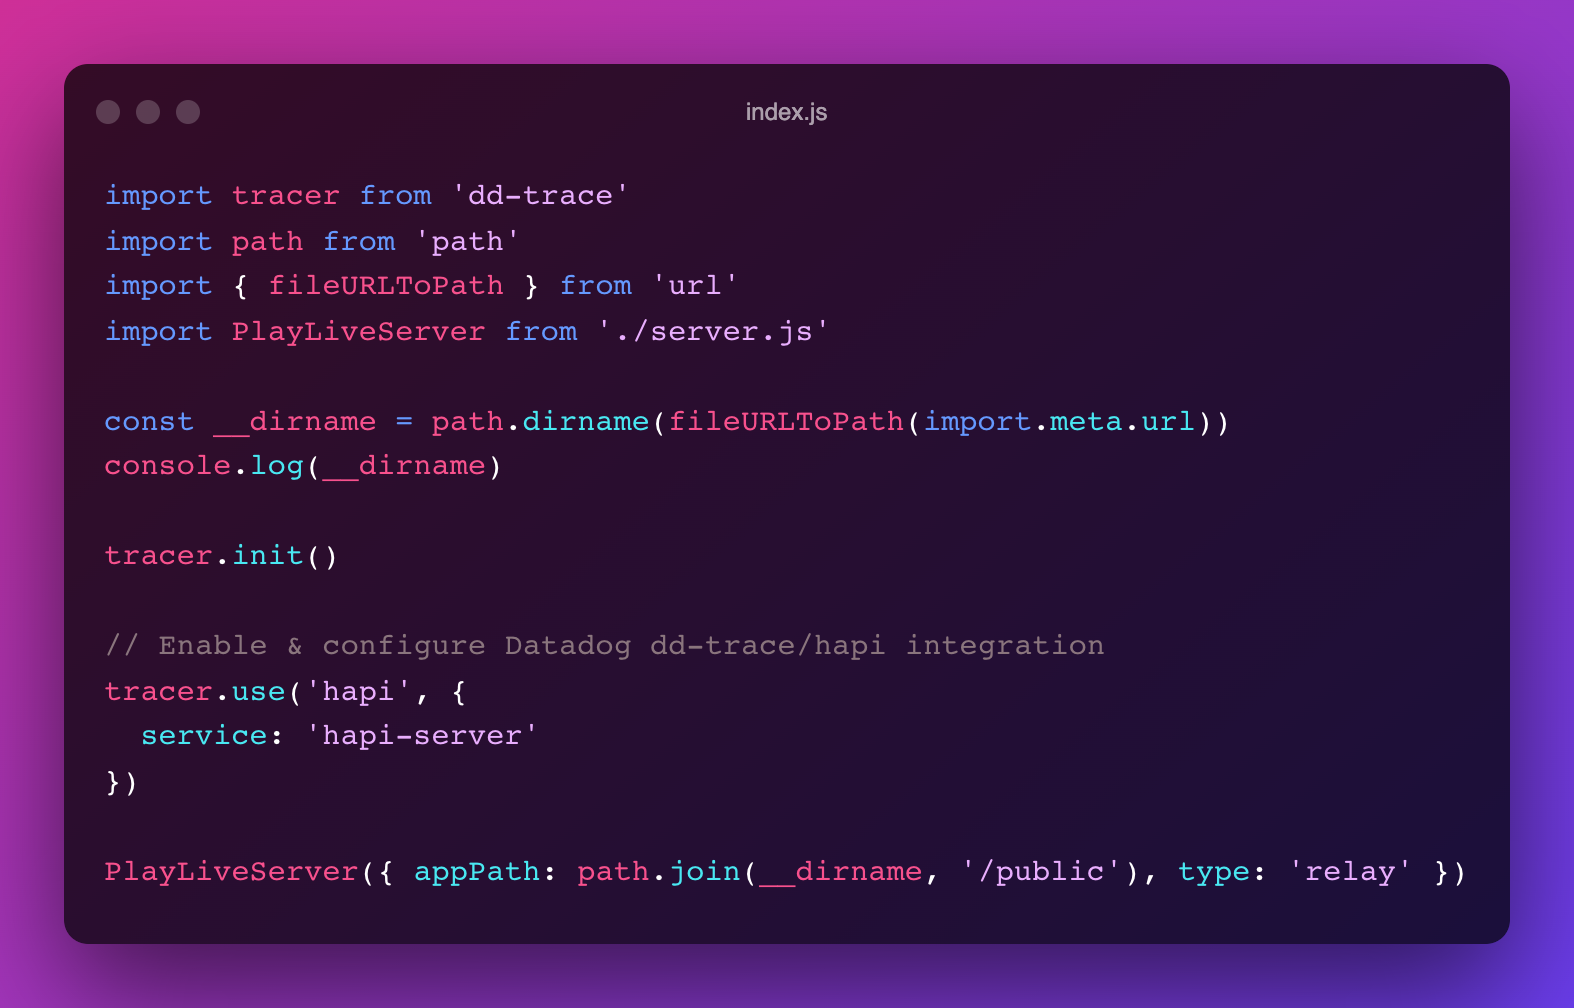 index.js
import tracer from 'dd-trace'
import path from 'path'
import { fileURLToPath } from 'url'
import PlayLiveServer from './server.js'
const __dirname = path.dirname(fileURLToPath(import.meta.url))
console.log(__dirname)
tracer.init()
// Enable & configure Datadog dd-trace/hapi integration
tracer.use('hapi', {
  service: 'hapi-server'
})
PlayLiveServer({ appPath: path.join(__dirname, '/public'), type: 'relay' })